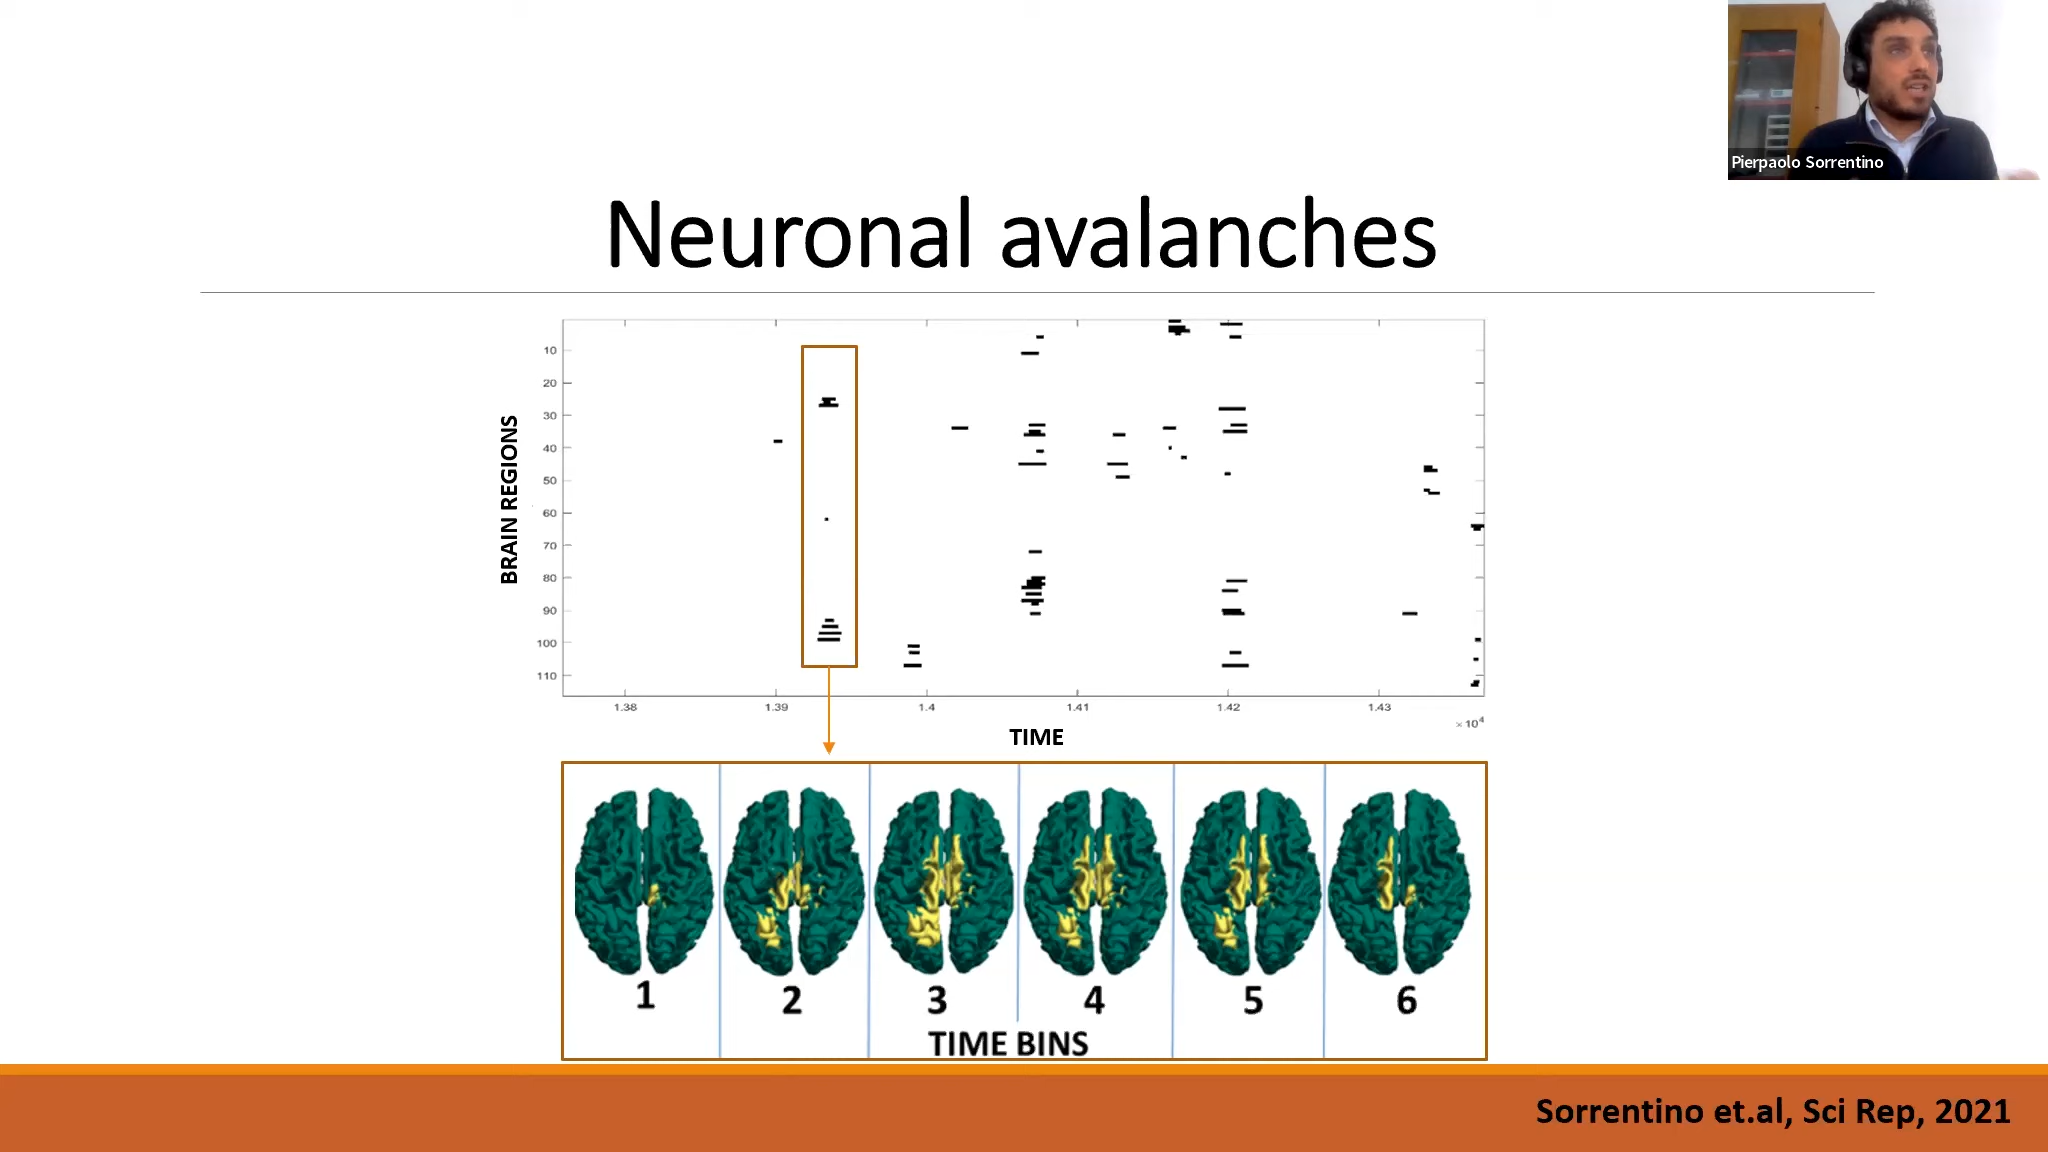 Pierpaolo Sorrentino
Neuronal avalanches
BRAIN REGIONS
10
20
30
40
50
60
70
80
90
100
110
1.38 1.39 1.4 1.41 1.42 1.43
×10⁴
TIME
1 2 3 4 5 6
TIME BINS
Sorrentino et.al, Sci Rep, 2021